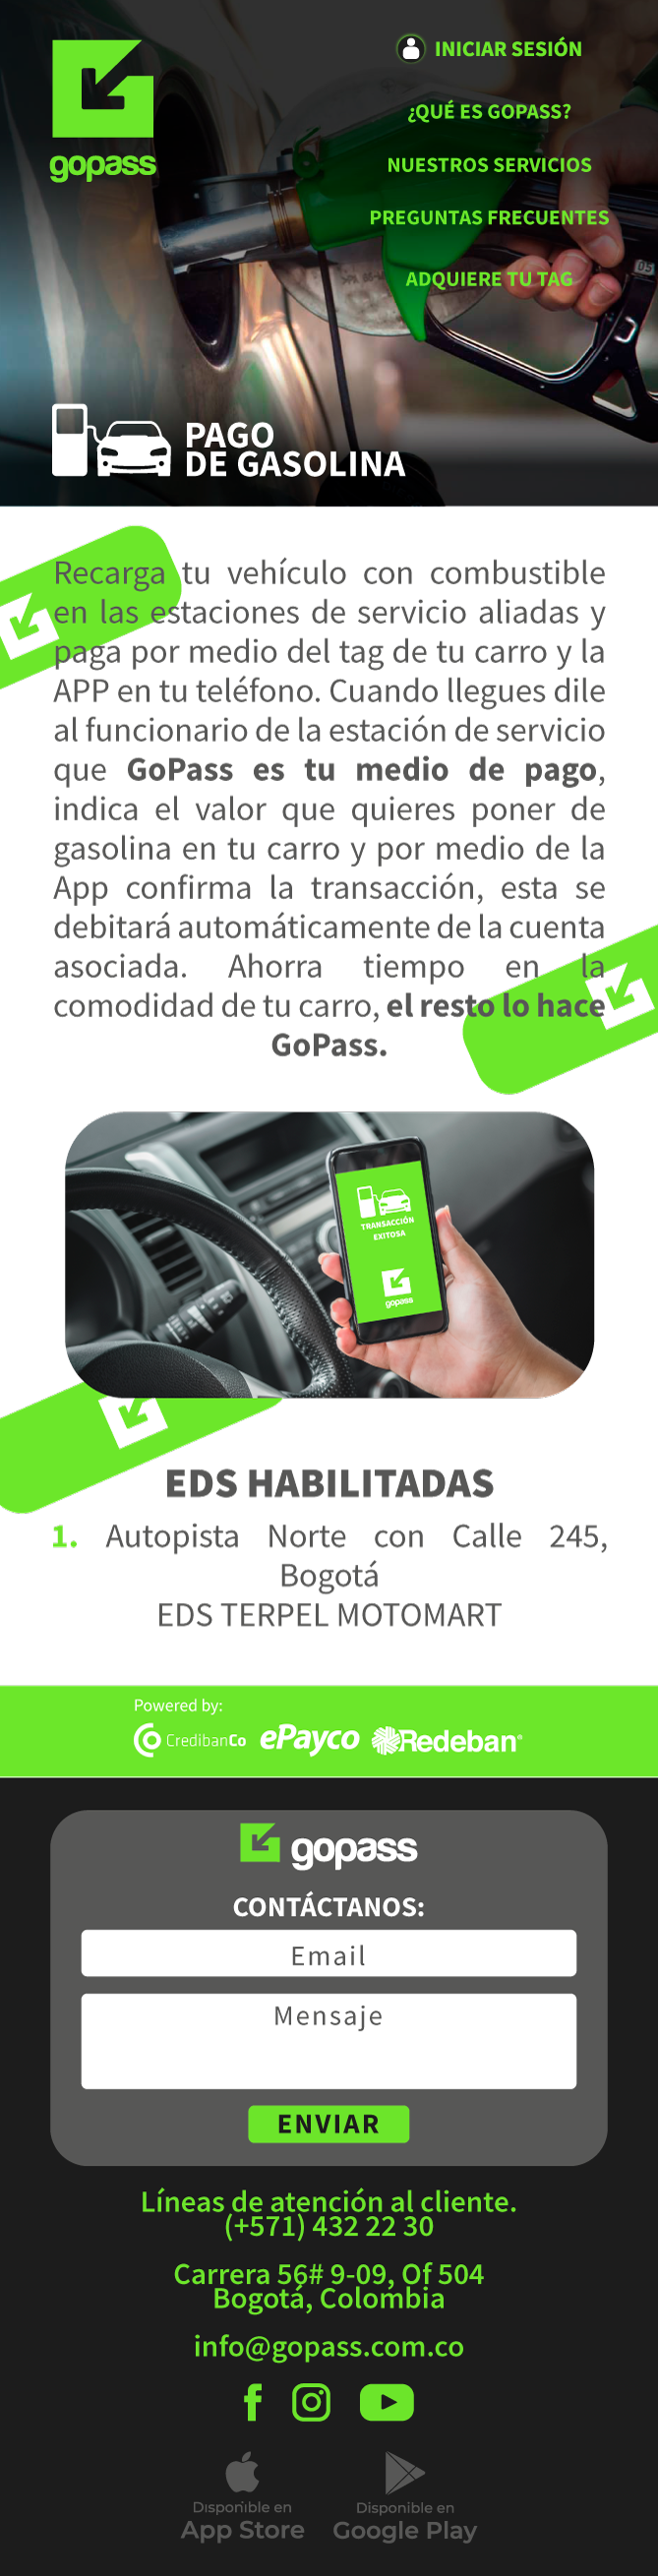 INICIAR SESIÓN
gopass
¿QUÉ ES GOPASS?
NUESTROS SERVICIOS
PREGUNTAS FRECUENTES
ADQUIERE TU TAG
05
PAGO
DE GASOLINA
Recarga tu vehículo con combustible
en las estaciones de servicio aliadas y
paga por medio del tag de tu carro y la
APP en tu teléfono. Cuando llegues dile
al funcionario de la estación de servicio
que GoPass es tu medio de pago,
indica el valor que quieres poner de
gasolina en tu carro y por medio de la
App confirma la transacción, esta se
debitará automáticamente de la cuenta
asociada. Ahorra tiempo en la
comodidad de tu carro, el resto lo hace
GoPass.
TRANSACCIÓN
EXITOSA
gopass
EDS HABILITADAS
1. Autopista Norte con Calle 245,
Bogotá
EDS TERPEL MOTOMART
Powered by:
CredibanCo ePayco Redeban
gopass
CONTÁCTANOS:
Email
Mensaje
ENVIAR
Líneas de atención al cliente.
(+571) 432 22 30
Carrera 56# 9-09, Of 504
Bogotá, Colombia
info@gopass.com.co
Disponible en Disponible en
App Store Google Play